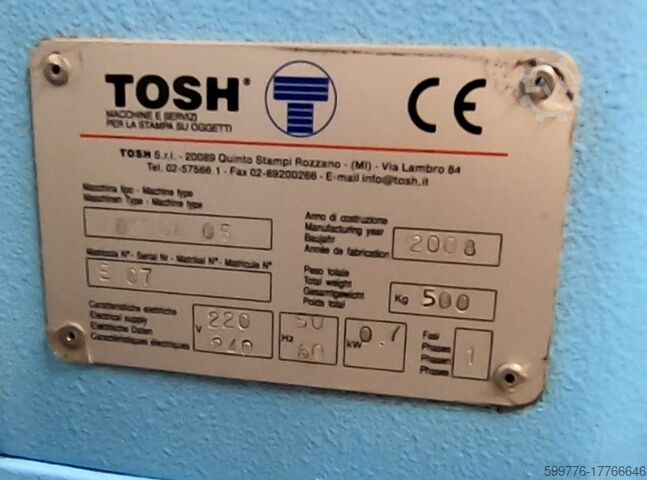 TOSH®
T
CE
MACCHINE E SERVIZI
PER LA STAMPA SU OGGETTI
TOSH S.r.l. - 20089 Quinto Stampi Rozzano - (MI) - Via Lambro 84
Tel. 02-57566.1 - Fax 02-89200266 - E-mail info@tosh.it
Macchina tipo - Machine type
Maschinen Type - Machine type
05
Matricola N° - Serial Nr - Matrikel N° - Matricule N°
07
Anno di costruzione
Manufacturing year
Baujahr
Année de fabrication
2008
Peso totale
Total weight
Gesamtgewicht
Poids total
Kg 500
Caratteristiche elettriche
Electrical supply
Elektrische Daten
Caractéristiques électriques
V 220 240
Hz 50 60
kW 0.7
Fasi
Phases
Phasen
Phases
1
599776-17766646